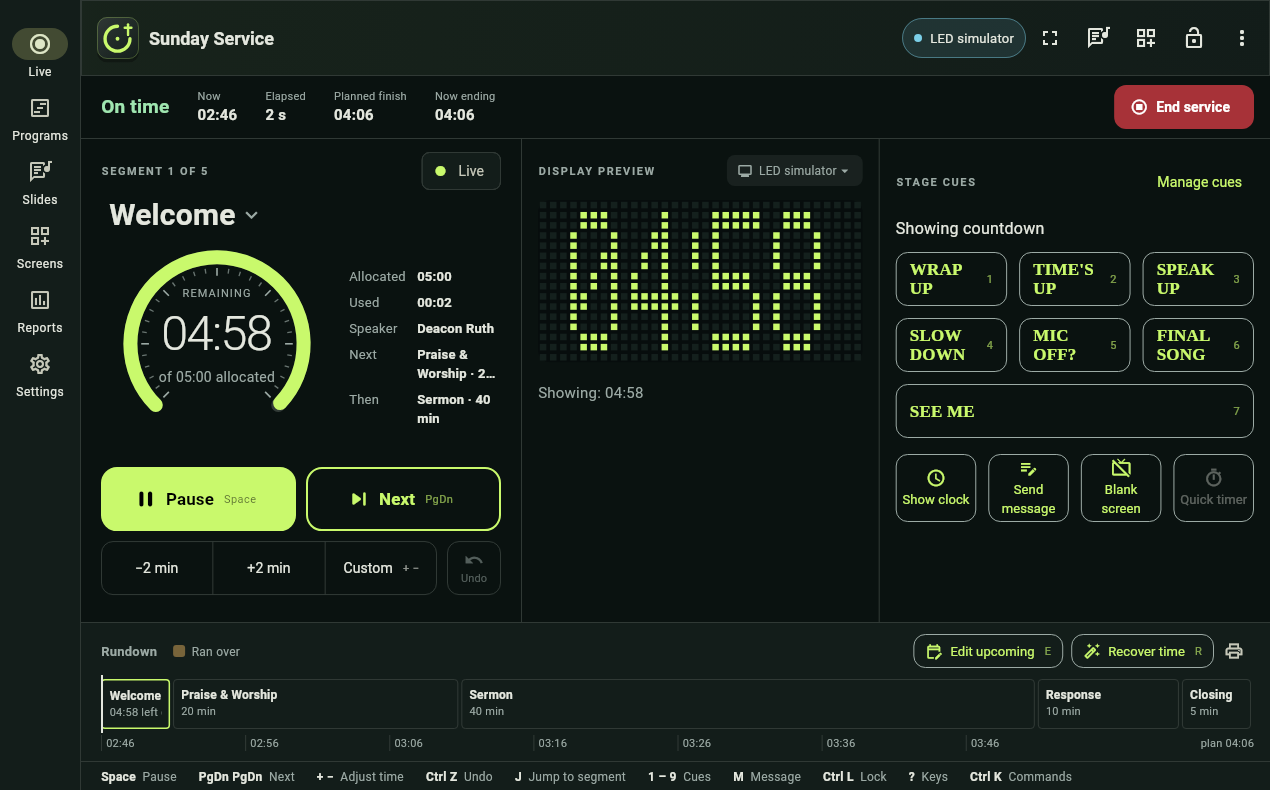 Live
Programs
Slides
Screens
Reports
Settings
Sunday Service
LED simulator
On time
Now
02:46
Elapsed
2 s
Planned finish
04:06
Now ending
04:06
End service
SEGMENT 1 OF 5
Live
Welcome
REMAINING
04:58
of 05:00 allocated
Allocated 05:00
Used 00:02
Speaker Deacon Ruth
Next Praise &
Worship · 2...
Then Sermon · 40
min
Pause Space
Next PgDn
−2 min
+2 min
Custom + −
Undo
DISPLAY PREVIEW
LED simulator
04:58
Showing: 04:58
STAGE CUES
Manage cues
Showing countdown
WRAP
UP
1
TIME'S
UP
2
SPEAK
UP
3
SLOW
DOWN
4
MIC
OFF?
5
FINAL
SONG
6
SEE ME
7
Show clock
Send
message
Blank
screen
Quick timer
Rundown
Ran over
Edit upcoming E
Recover time R
Welcome
04:58 left
Praise & Worship
20 min
Sermon
40 min
Response
10 min
Closing
5 min
02:46 02:56 03:06 03:16 03:26 03:36 03:46 plan 04:06
Space Pause PgDn PgDn Next + − Adjust time Ctrl Z Undo J Jump to segment 1 – 9 Cues M Message Ctrl L Lock ? Keys Ctrl K Commands